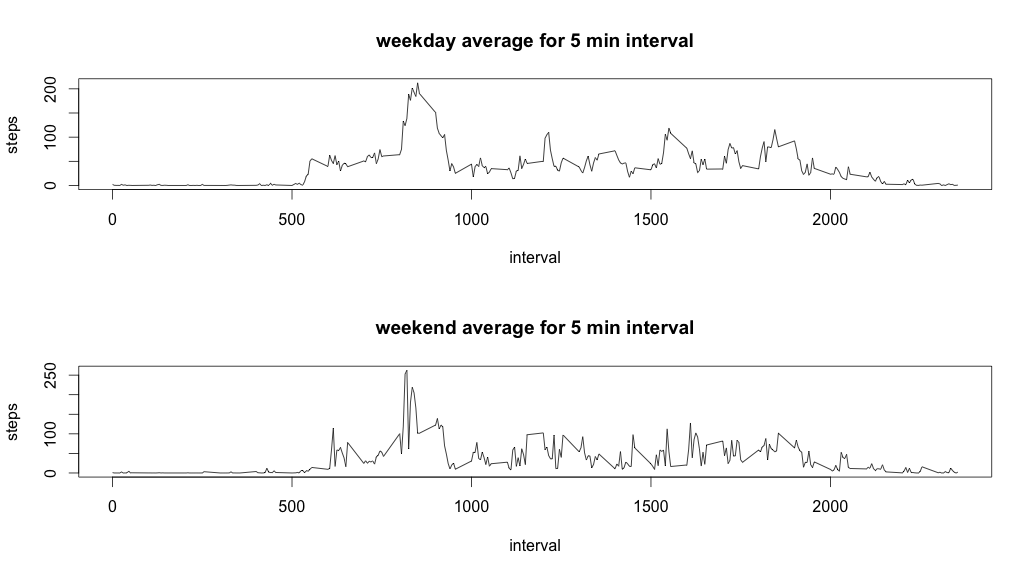 weekday average for 5 min interval
steps
200
100
0
0 500 1000 1500 2000
interval
weekend average for 5 min interval
steps
250
100
0
0 500 1000 1500 2000
interval